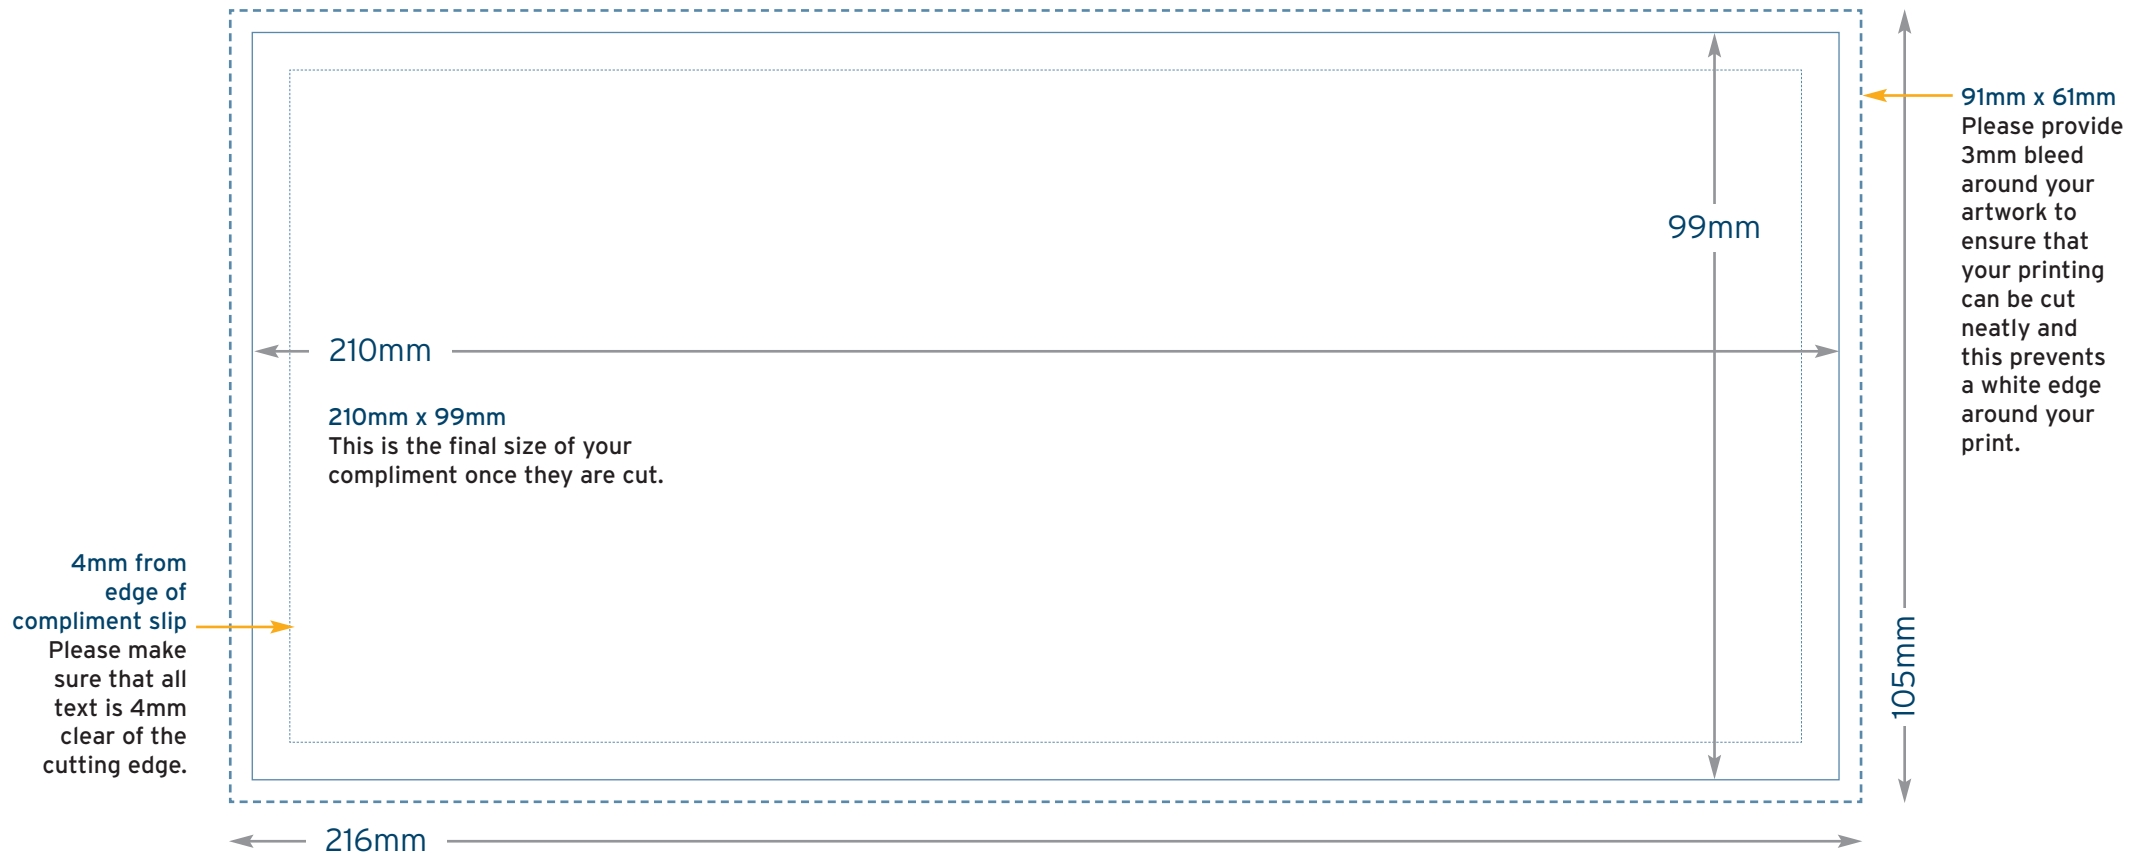 91mm x 61mm
Please provide
3mm bleed
around your
artwork to
ensure that
your printing
can be cut
neatly and
this prevents
a white edge
around your
print.
99mm
210mm
210mm x 99mm
This is the final size of your
compliment once they are cut.
4mm from
edge of
compliment slip
Please make
sure that all
text is 4mm
clear of the
cutting edge.
105mm
216mm